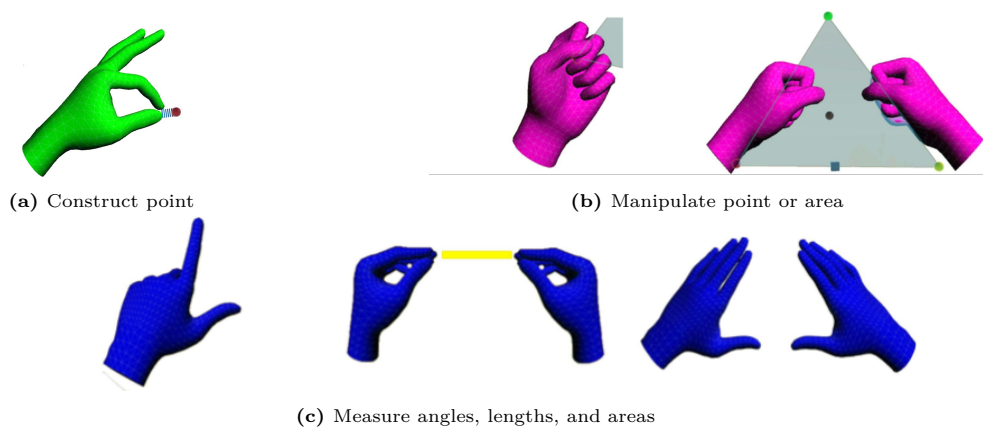 (a) Construct point
(b) Manipulate point or area
(c) Measure angles, lengths, and areas